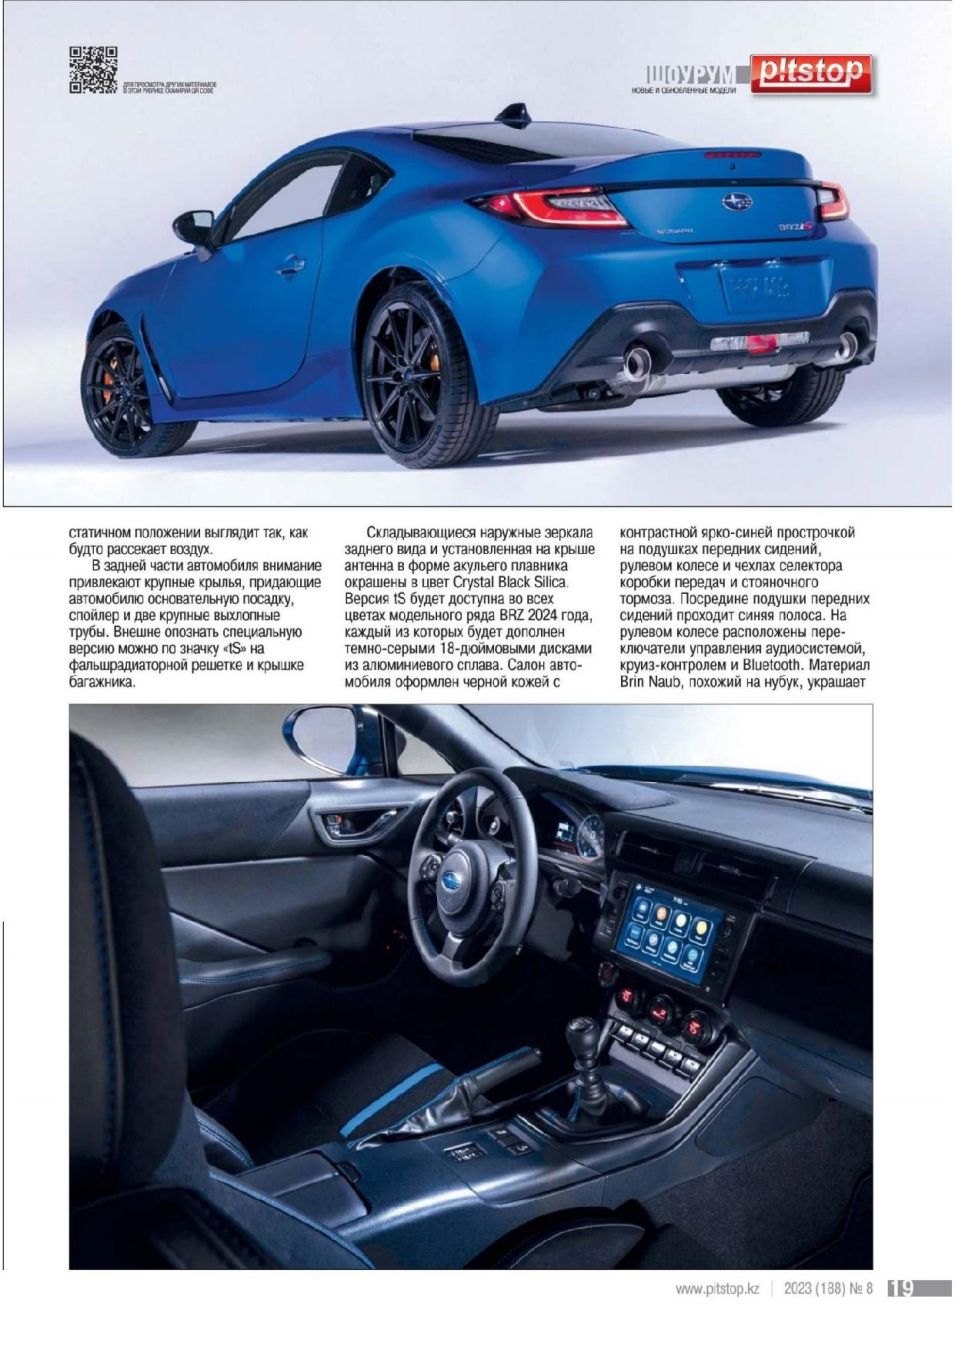 ДЛЯ ПРОСМОТРА ДРУГИХ МАТЕРИАЛОВ
В ЭТОЙ РУБРИКЕ СКАНИРУЙ QR CODE
ШОУРУМ
НОВЫЕ И ОБНОВЛЕННЫЕ МОДЕЛИ
p!tstop
SUBARU
BRZ tS
статичном положении выглядит так, как
будто рассекает воздух.
В задней части автомобиля внимание
привлекают крупные крылья, придающие
автомобилю основательную посадку,
спойлер и две крупные выхлопные
трубы. Внешне опознать специальную
версию можно по значку «tS» на
фальшрадиаторной решетке и крышке
багажника.
Складывающиеся наружные зеркала
заднего вида и установленная на крыше
антенна в форме акульего плавника
окрашены в цвет Crystal Black Silica.
Версия tS будет доступна во всех
цветах модельного ряда BRZ 2024 года,
каждый из которых будет дополнен
темно-серыми 18-дюймовыми дисками
из алюминиевого сплава. Салон авто-
мобиля оформлен черной кожей с
контрастной ярко-синей прострочкой
на подушках передних сидений,
рулевом колесе и чехлах селектора
коробки передач и стояночного
тормоза. Посредине подушки передних
сидений проходит синяя полоса. На
рулевом колесе расположены пере-
ключатели управления аудиосистемой,
круиз-контролем и Bluetooth. Материал
Brin Naub, похожий на нубук, украшает
www.pitstop.kz | 2023 (188) № 8 19